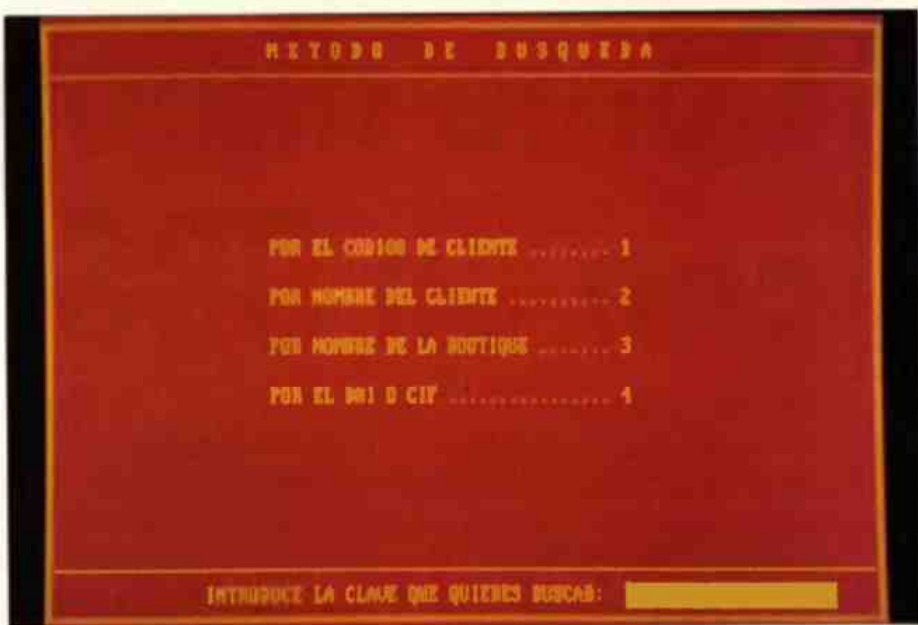 METODO DE BUSQUEDA
POR EL CODIGO DE CLIENTE ........ 1
POR NOMBRE DEL CLIENTE .......... 2
POR NOMBRE DE LA BOUTIQUE ....... 3
POR EL DNI O CIF ................ 4
INTRODUCE LA CLAVE QUE QUIERES BUSCAR: